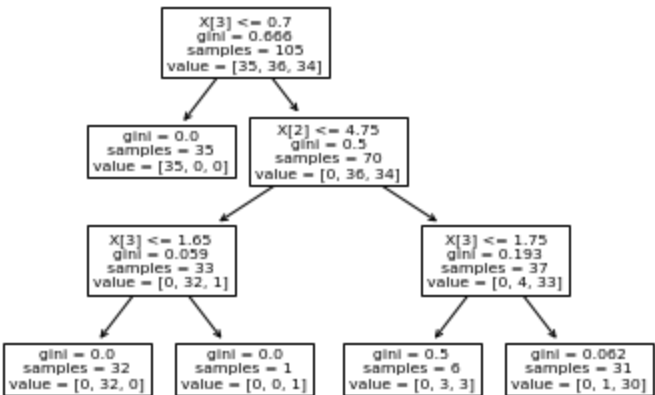 X[3] <= 0.7
gini = 0.666
samples = 105
value = [35, 36, 34]
gini = 0.0
samples = 35
value = [35, 0, 0]
X[2] <= 4.75
gini = 0.5
samples = 70
value = [0, 36, 34]
X[3] <= 1.65
gini = 0.059
samples = 33
value = [0, 32, 1]
X[3] <= 1.75
gini = 0.193
samples = 37
value = [0, 4, 33]
gini = 0.0
samples = 32
value = [0, 32, 0]
gini = 0.0
samples = 1
value = [0, 0, 1]
gini = 0.5
samples = 6
value = [0, 3, 3]
gini = 0.062
samples = 31
value = [0, 1, 30]